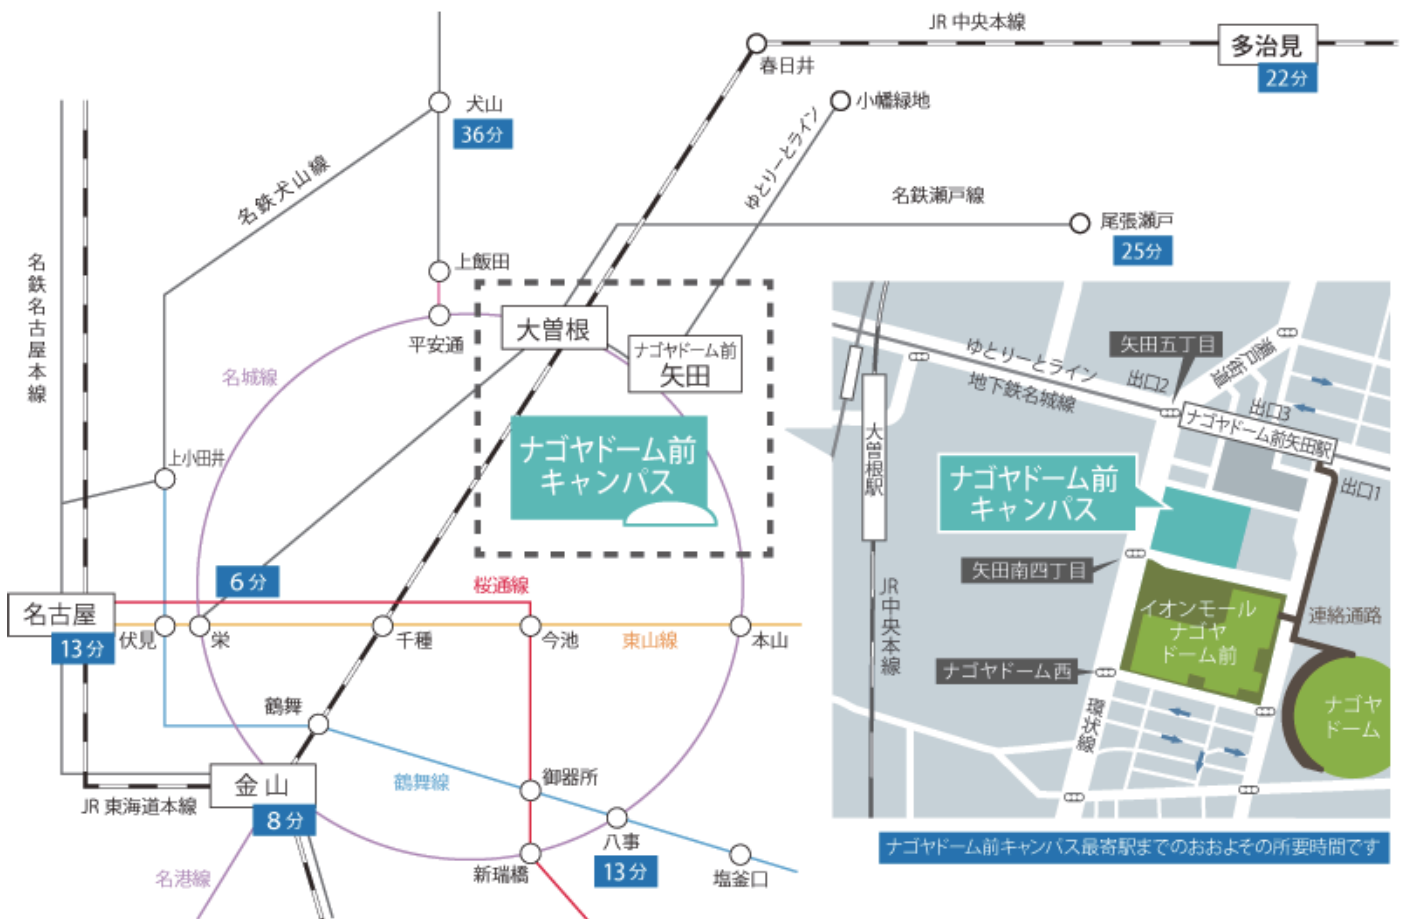 JR 中央本線
多治見
22分
春日井
小幡緑地
犬山
36分
ゆとりーとライン
名鉄犬山線
名鉄瀬戸線
尾張瀬戸
25分
名鉄名古屋本線
上飯田
大曽根
平安通
ナゴヤドーム前
矢田
名城線
ナゴヤドーム前
キャンパス
上小田井
6分
桜通線
名古屋
13分
伏見
栄
千種
今池
東山線
本山
鶴舞
金山
8分
鶴舞線
御器所
JR 東海道本線
八事
13分
新瑞橋
塩釜口
名港線
矢田五丁目
ゆとりーとライン
地下鉄名城線
出口2
瀬戸街道
出口3
ナゴヤドーム前矢田駅
出口1
大曽根駅
ナゴヤドーム前
キャンパス
矢田南四丁目
JR中央本線
イオンモール
ナゴヤ
ドーム前
連絡通路
ナゴヤドーム西
環状線
ナゴヤ
ドーム
ナゴヤドーム前キャンパス最寄駅までのおおよその所要時間です